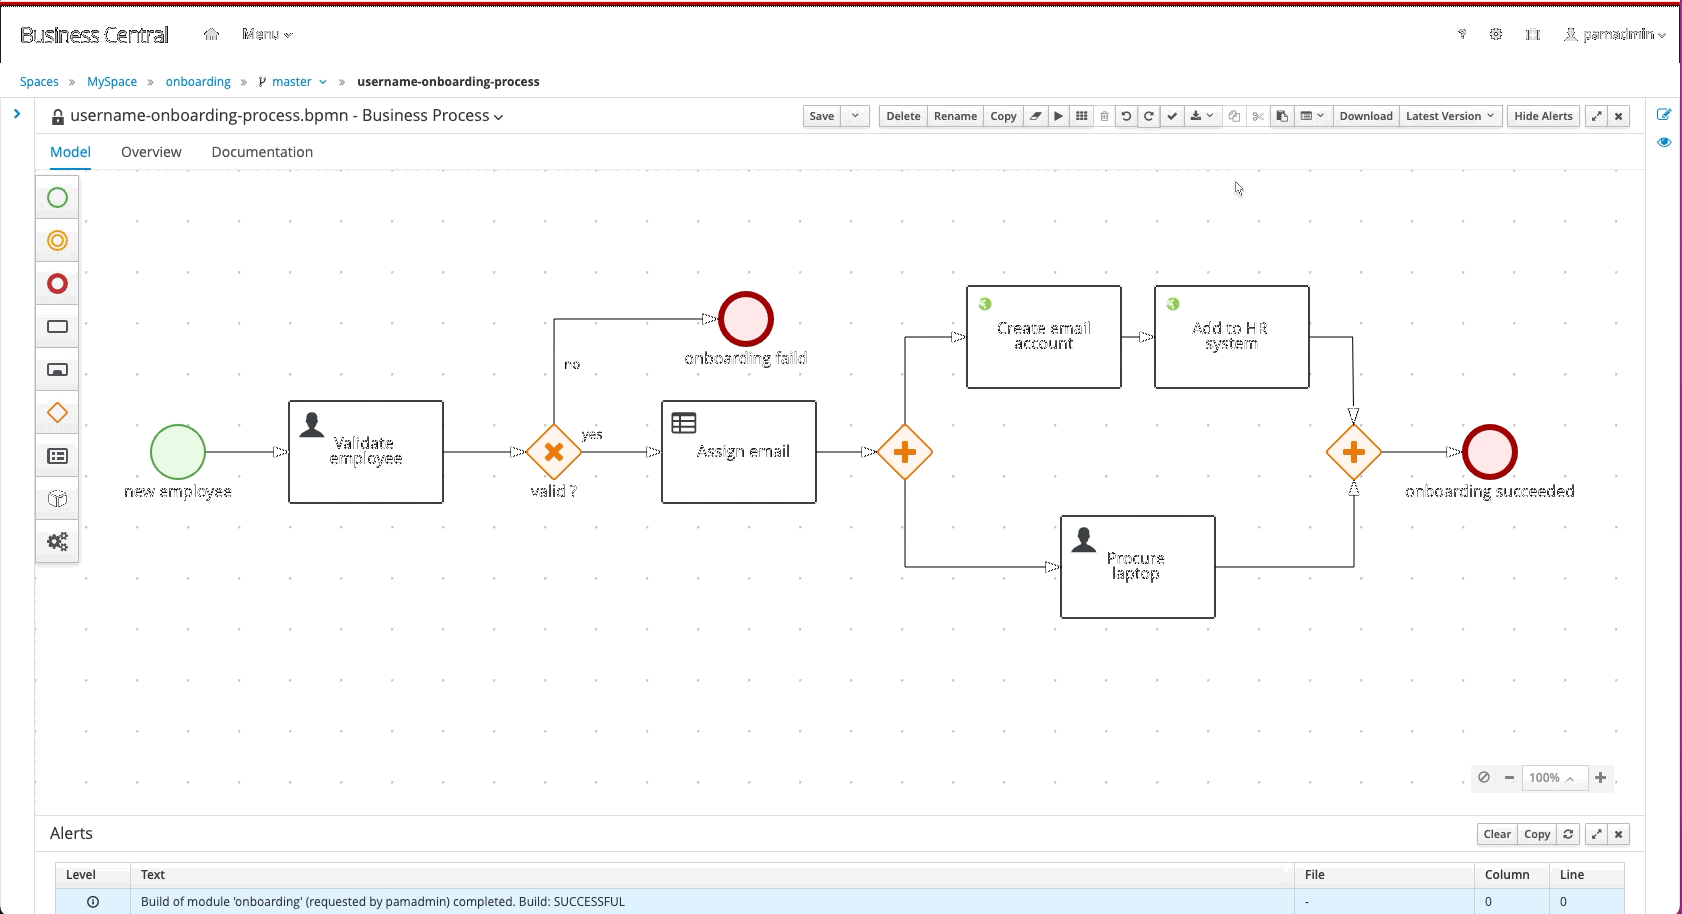 Business Central
Menu
?
pamadmin
Spaces » MySpace » onboarding » master » username-onboarding-process
username-onboarding-process.bpmn - Business Process
Save
Delete
Rename
Copy
Download
Latest Version
Hide Alerts
Model
Overview
Documentation
onboarding faild
no
Create email
account
Add to HR
system
new employee
Validate
employee
valid ?
yes
Assign email
onboarding succeeded
Procure
laptop
100%
Alerts
Clear
Copy
Level
Text
File
Column
Line
Build of module 'onboarding' (requested by pamadmin) completed. Build: SUCCESSFUL
-
0
0